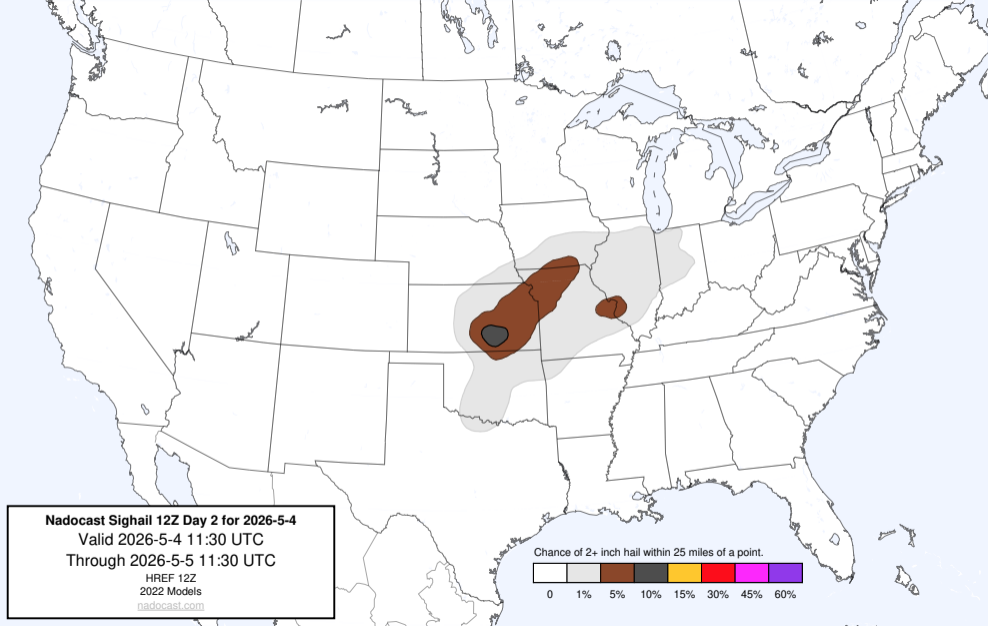 Nadocast Sighail 12Z Day 2 for 2026-5-4
Valid 2026-5-4 11:30 UTC
Through 2026-5-5 11:30 UTC
HREF 12Z
2022 Models
nadocast.com
Chance of 2+ inch hail within 25 miles of a point.
0 1% 5% 10% 15% 30% 45% 60%